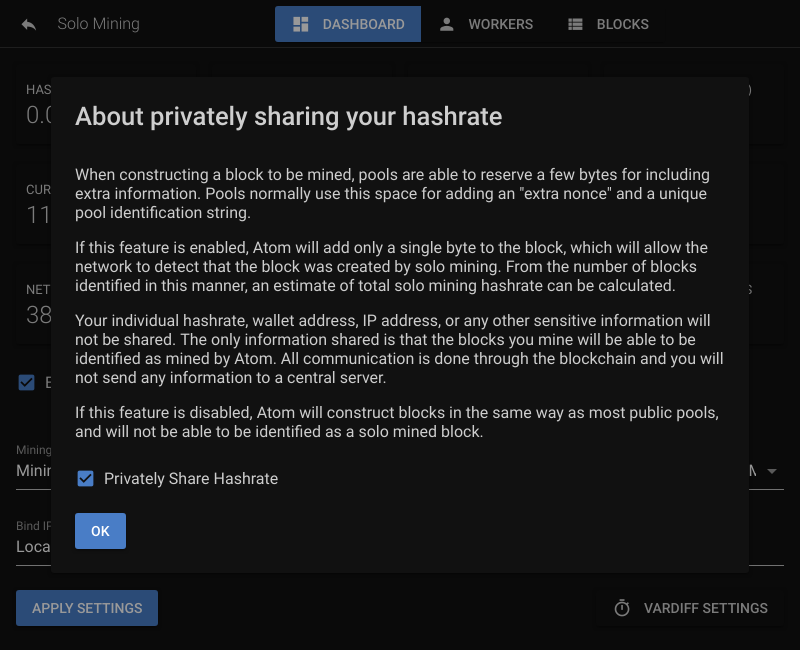 Solo Mining
DASHBOARD
WORKERS
BLOCKS
About privately sharing your hashrate
When constructing a block to be mined, pools are able to reserve a few bytes for including
extra information. Pools normally use this space for adding an "extra nonce" and a unique
pool identification string.
If this feature is enabled, Atom will add only a single byte to the block, which will allow the
network to detect that the block was created by solo mining. From the number of blocks
identified in this manner, an estimate of total solo mining hashrate can be calculated.
Your individual hashrate, wallet address, IP address, or any other sensitive information will
not be shared. The only information shared is that the blocks you mine will be able to be
identified as mined by Atom. All communication is done through the blockchain and you will
not send any information to a central server.
If this feature is disabled, Atom will construct blocks in the same way as most public pools,
and will not be able to be identified as a solo mined block.
Privately Share Hashrate
OK
Mining
Bind IP
APPLY SETTINGS
VARDIFF SETTINGS